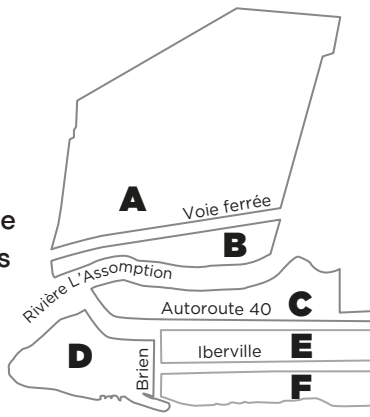 A
Voie ferrée
e
B
s
Rivière L'Assomption
Autoroute 40
C
Iberville
E
D
Brien
F